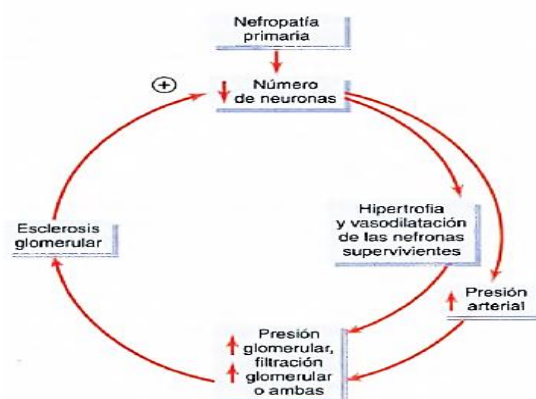 Nefropatía
primaria
Número
de neuronas
Hipertrofia
y vasodilatación
de las nefronas
supervivientes
Presión
arterial
Presión
glomerular,
filtración
glomerular
o ambas
Esclerosis
glomerular
+